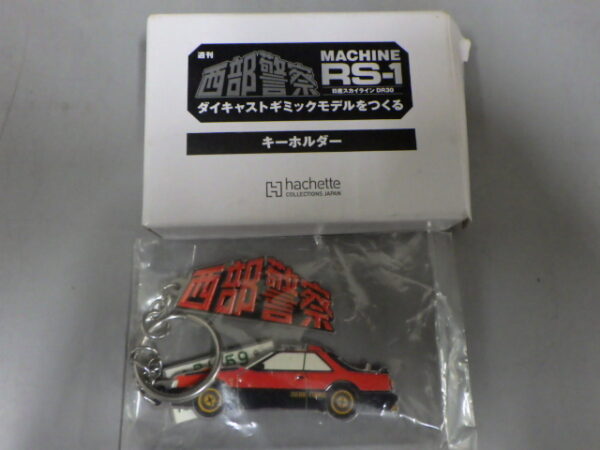 週刊
西部警察
MACHINE
RS-1
日産スカイライン DR30
ダイキャストギミックモデルをつくる
キーホルダー
hachette
COLLECTIONS JAPAN
西部警察
59